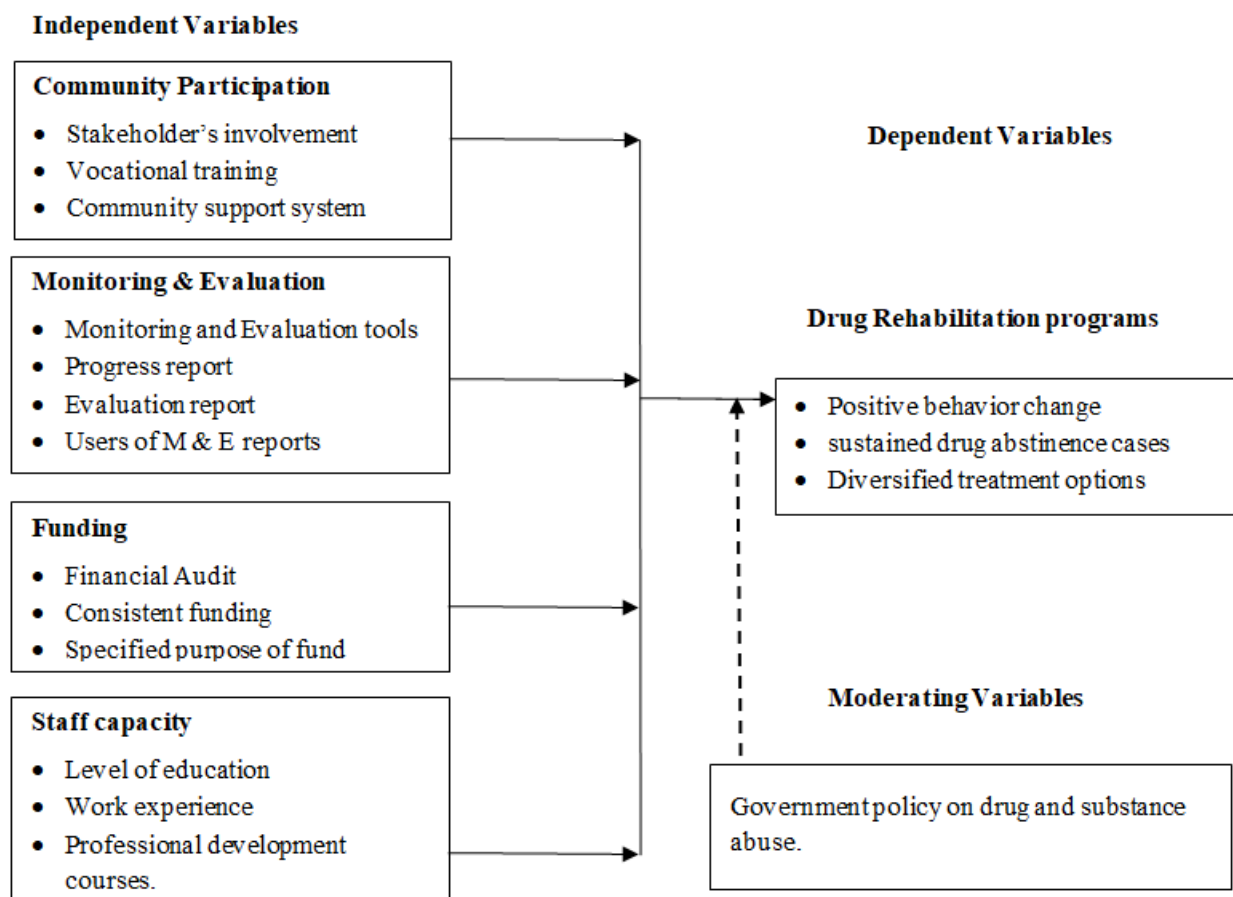 Independent Variables
Community Participation
• Stakeholder's involvement
• Vocational training
• Community support system
Monitoring & Evaluation
• Monitoring and Evaluation tools
• Progress report
• Evaluation report
• Users of M & E reports
Funding
• Financial Audit
• Consistent funding
• Specified purpose of fund
Staff capacity
• Level of education
• Work experience
• Professional development
courses.
Dependent Variables
Drug Rehabilitation programs
• Positive behavior change
• sustained drug abstinence cases
• Diversified treatment options
Moderating Variables
Government policy on drug and substance
abuse.